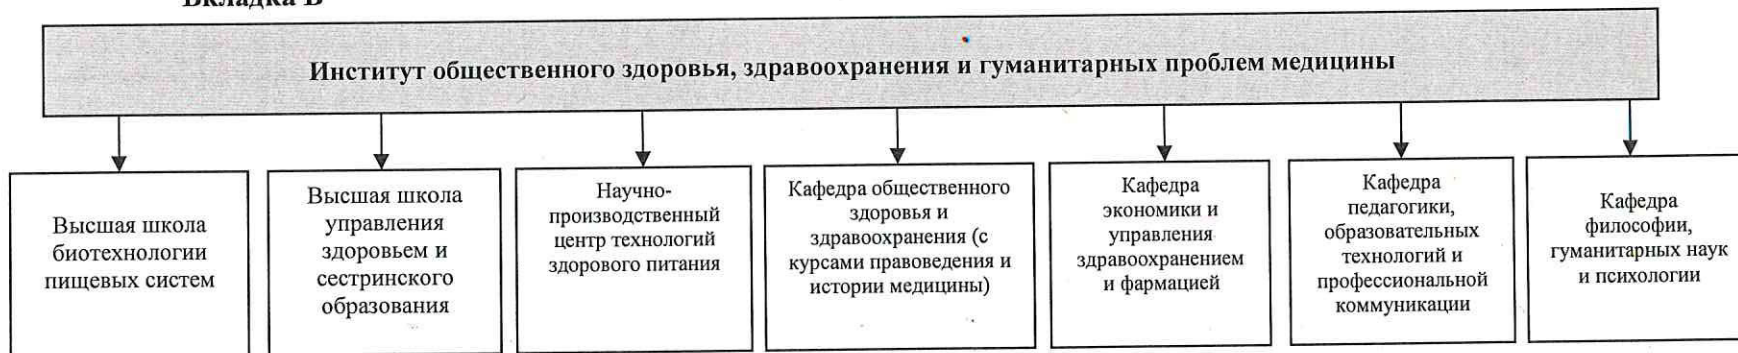 Вкладка В
Институт общественного здоровья, здравоохранения и гуманитарных проблем медицины
Высшая школа
биотехнологии
пищевых систем
Высшая школа
управления
здоровьем и
сестринского
образования
Научно-
производственный
центр технологий
здорового питания
Кафедра общественного
здоровья и
здравоохранения (с
курсами правоведения и
истории медицины)
Кафедра
экономики и
управления
здравоохранением
и фармацией
Кафедра
педагогики,
образовательных
технологий и
профессиональной
коммуникации
Кафедра
философии,
гуманитарных наук
и психологии